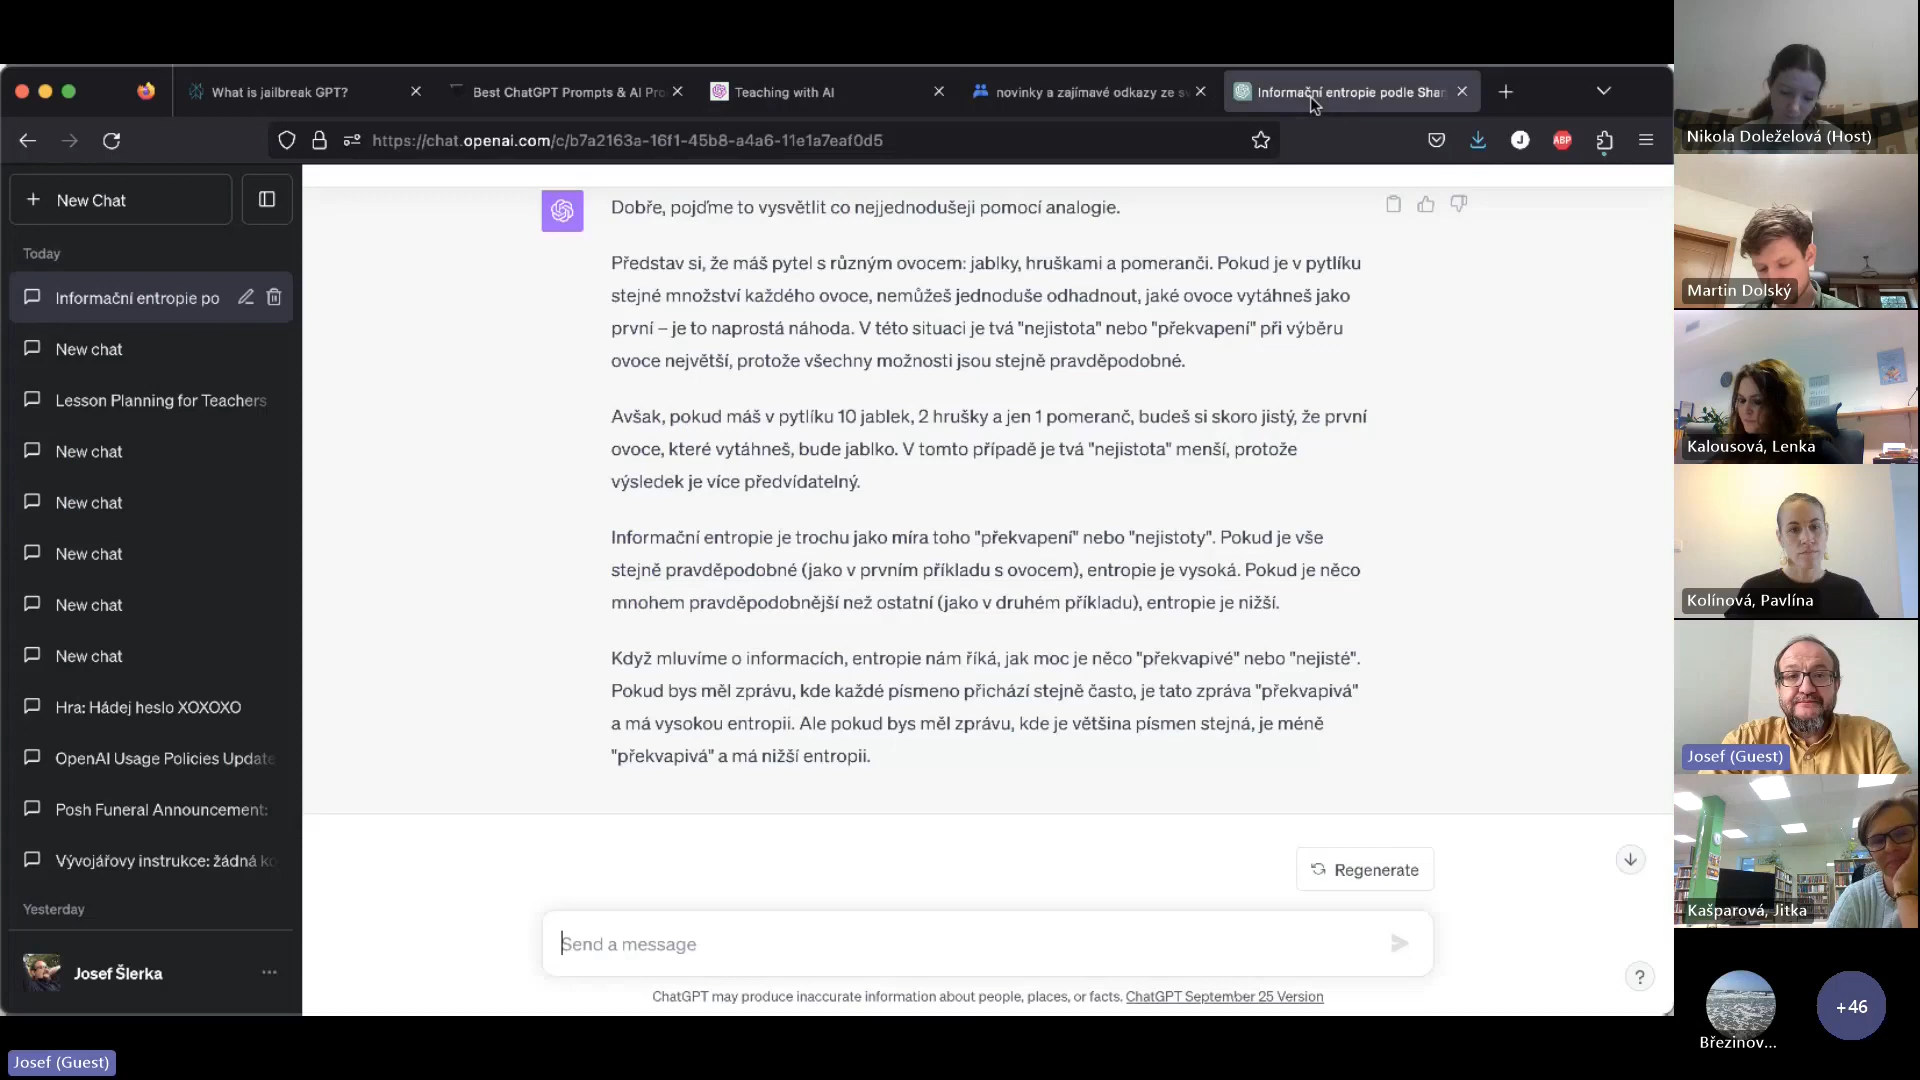 What is jailbreak GPT?
Best ChatGPT Prompts & AI Pro
Teaching with AI
novinky a zajímavé odkazy ze s
Informační entropie podle Shan
https://chat.openai.com/c/b7a2163a-16f1-45b8-a4a6-11e1a7eaf0d5
J
ABP
New Chat
Today
Informační entropie po
New chat
Lesson Planning for Teachers
New chat
New chat
New chat
New chat
New chat
Hra: Hádej heslo XOXOXO
OpenAI Usage Policies Update
Posh Funeral Announcement:
Vývojářovy instrukce: žádná ko
Yesterday
Josef Šlerka
Dobře, pojďme to vysvětlit co nejjednodušeji pomocí analogie.
Představ si, že máš pytel s různým ovocem: jablky, hruškami a pomeranči. Pokud je v pytlíku
stejné množství každého ovoce, nemůžeš jednoduše odhadnout, jaké ovoce vytáhneš jako
první – je to naprostá náhoda. V této situaci je tvá "nejistota" nebo "překvapení" při výběru
ovoce největší, protože všechny možnosti jsou stejně pravděpodobné.
Avšak, pokud máš v pytlíku 10 jablek, 2 hrušky a jen 1 pomeranč, budeš si skoro jistý, že první
ovoce, které vytáhneš, bude jablko. V tomto případě je tvá "nejistota" menší, protože
výsledek je více předvídatelný.
Informační entropie je trochu jako míra toho "překvapení" nebo "nejistoty". Pokud je vše
stejně pravděpodobné (jako v prvním příkladu s ovocem), entropie je vysoká. Pokud je něco
mnohem pravděpodobnější než ostatní (jako v druhém příkladu), entropie je nižší.
Když mluvíme o informacích, entropie nám říká, jak moc je něco "překvapivé" nebo "nejisté".
Pokud bys měl zprávu, kde každé písmeno přichází stejně často, je tato zpráva "překvapivá"
a má vysokou entropii. Ale pokud bys měl zprávu, kde je většina písmen stejná, je méně
"překvapivá" a má nižší entropii.
Regenerate
Send a message
ChatGPT may produce inaccurate information about people, places, or facts. ChatGPT September 25 Version
?
Nikola Doleželová (Host)
Martin Dolský
Kalousová, Lenka
Kolínová, Pavlína
Josef (Guest)
Kašparová, Jitka
Březinov...
+46
Josef (Guest)